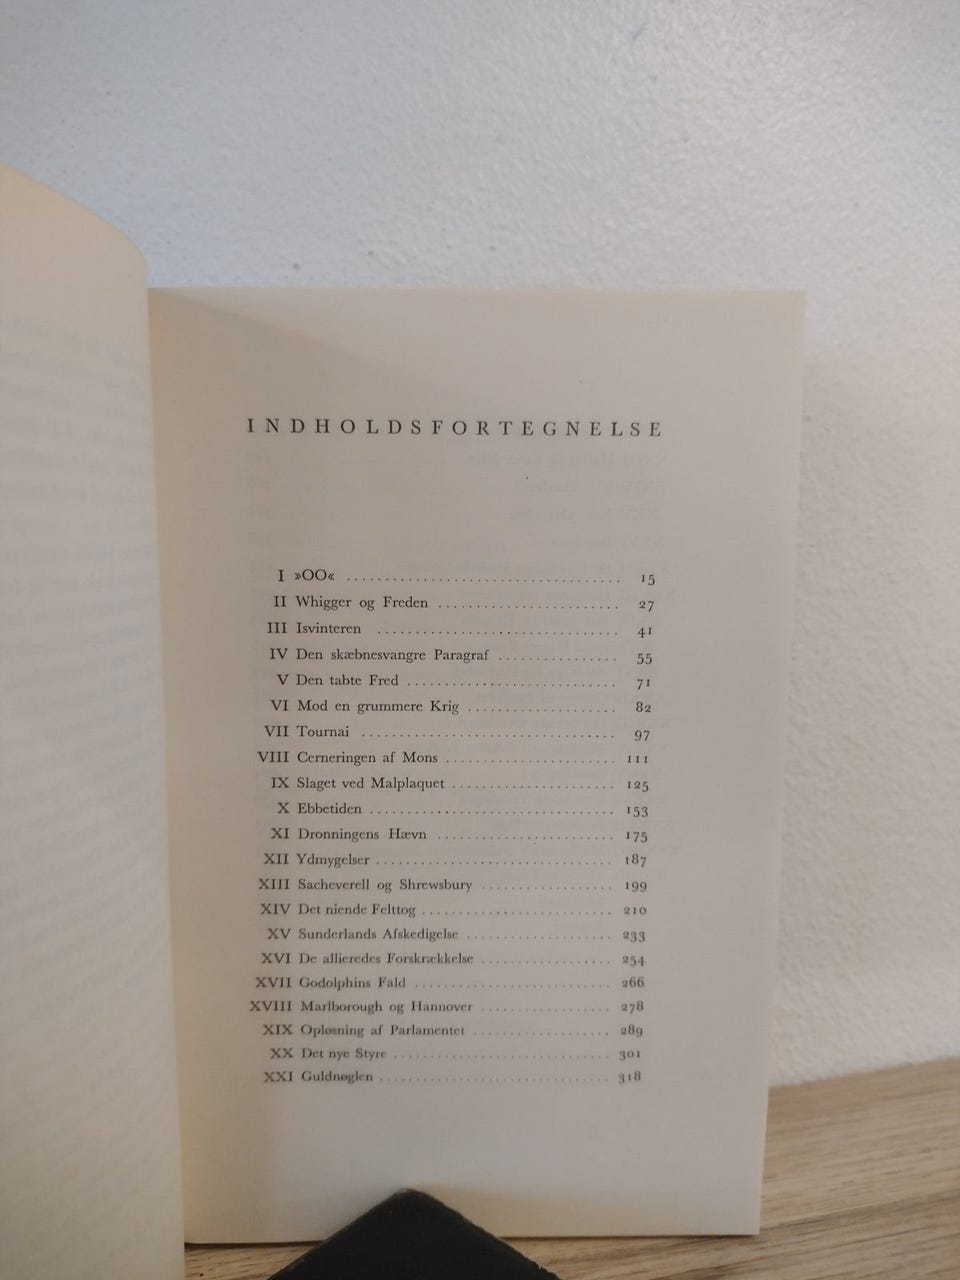 INDHOLDSFORTEGNELSE
I »OO« 15
II Whigger og Freden 27
III Isvinteren 41
IV Den skæbnesvangre Paragraf 55
V Den tabte Fred 71
VI Mod en grummere Krig 82
VII Tournai 97
VIII Cerneringen af Mons 111
IX Slaget ved Malplaquet 125
X Ebbetiden 153
XI Dronningens Hævn 175
XII Ydmygelser 187
XIII Sacheverell og Shrewsbury 199
XIV Det niende Felttog 210
XV Sunderlands Afskedigelse 233
XVI De allieredes Forskrækkelse 254
XVII Godolphins Fald 266
XVIII Marlborough og Hannover 278
XIX Opløsning af Parlamentet 289
XX Det nye Styre 301
XXI Guldnøglen 318